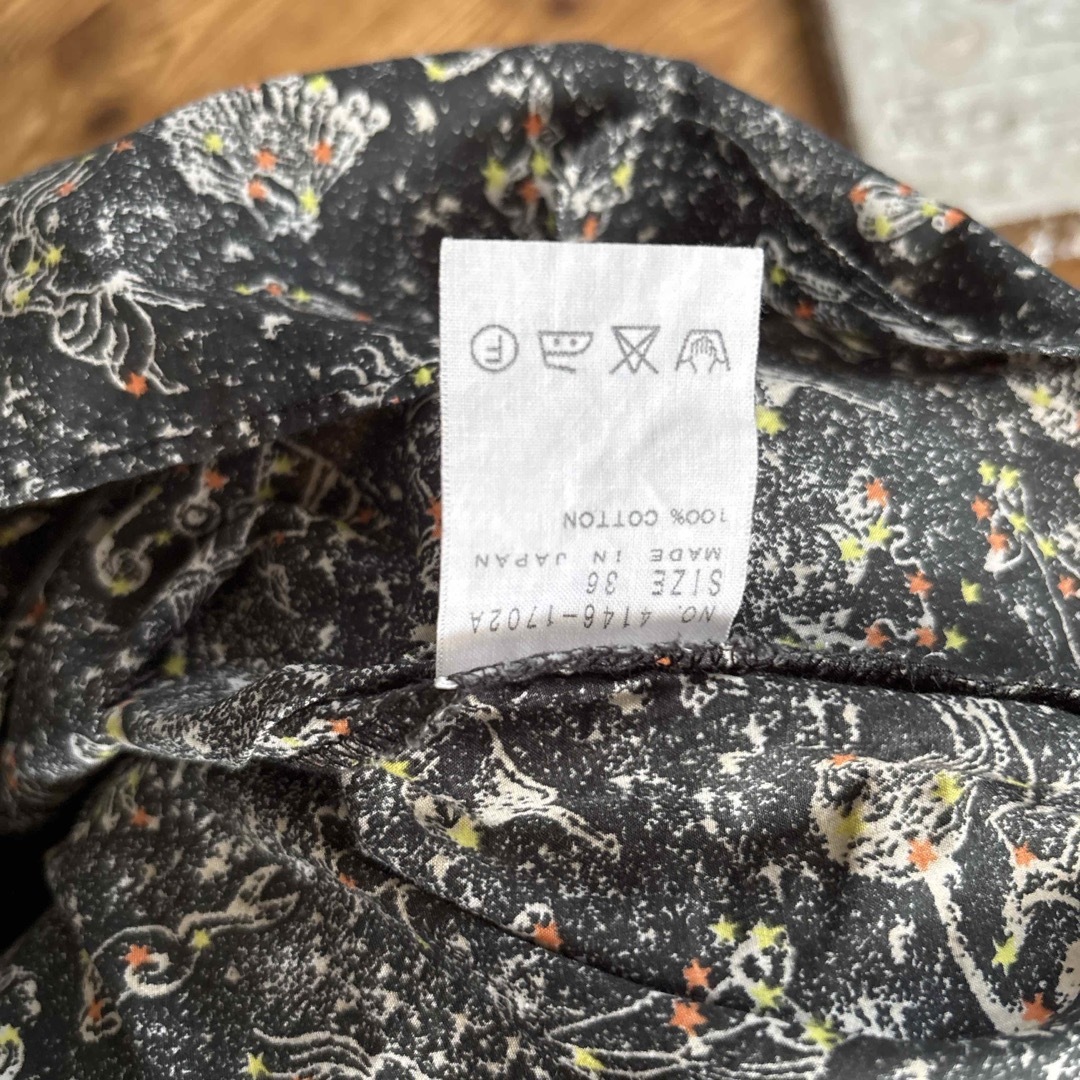 NO. 4146-1702A
SIZE 36
MADE IN JAPAN
100% COTTON
F